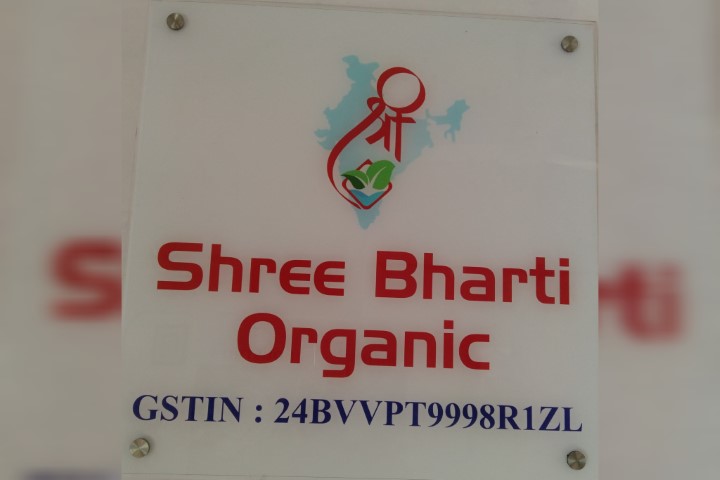 श्री
Shree Bharti
Organic
GSTIN : 24BVVPT9998R1ZL